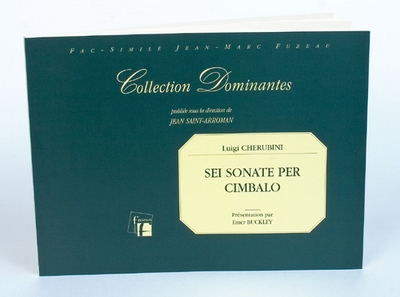 Fac-Similé Jean-Marc Fuzeau
Collection Dominantes
publiée sous la direction de
JEAN SAINT-ARROMAN
Luigi CHERUBINI
SEI SONATE PER
CIMBALO
Présentation par
Emer BUCKLEY